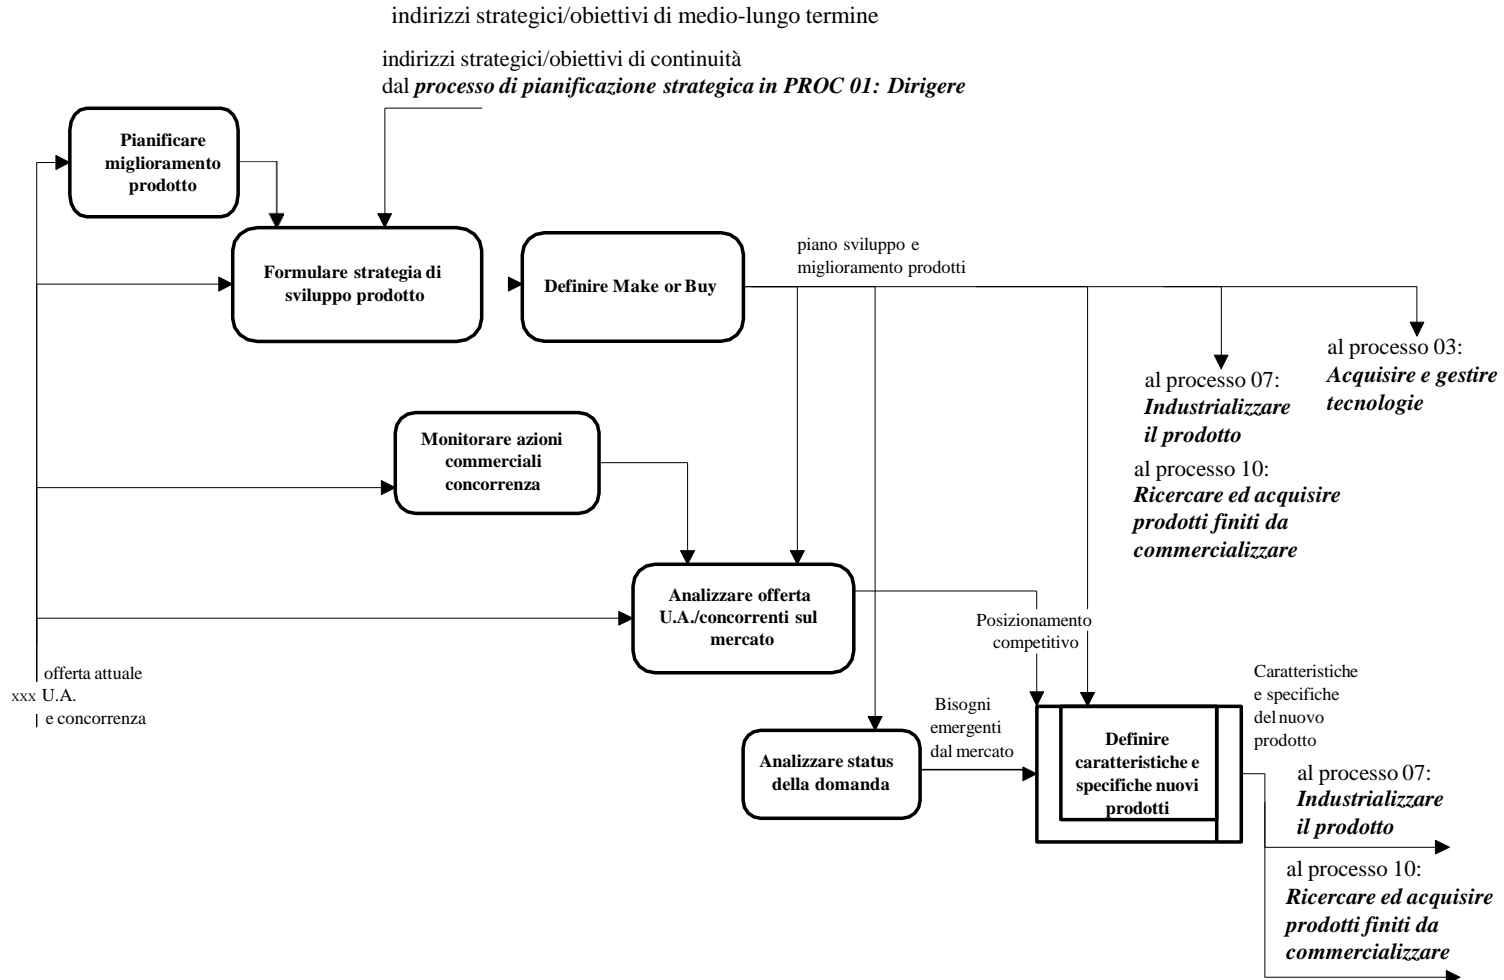 indirizzi strategici/obiettivi di medio-lungo termine
indirizzi strategici/obiettivi di continuità
dal processo di pianificazione strategica in PROC 01: Dirigere
Pianificare
miglioramento
prodotto
Formulare strategia di
sviluppo prodotto
Definire Make or Buy
piano sviluppo e
miglioramento prodotti
al processo 03:
Acquisire e gestire
tecnologie
al processo 07:
Industrializzare
il prodotto
al processo 10:
Ricercare ed acquisire
prodotti finiti da
commercializzare
Monitorare azioni
commerciali
concorrenza
Analizzare offerta
U.A./concorrenti sul
mercato
Posizionamento
competitivo
offerta attuale
xxx U.A.
e concorrenza
Bisogni
emergenti
dal mercato
Analizzare status
della domanda
Definire
caratteristiche e
specifiche nuovi
prodotti
Caratteristiche
e specifiche
del nuovo
prodotto
al processo 07:
Industrializzare
il prodotto
al processo 10:
Ricercare ed acquisire
prodotti finiti da
commercializzare